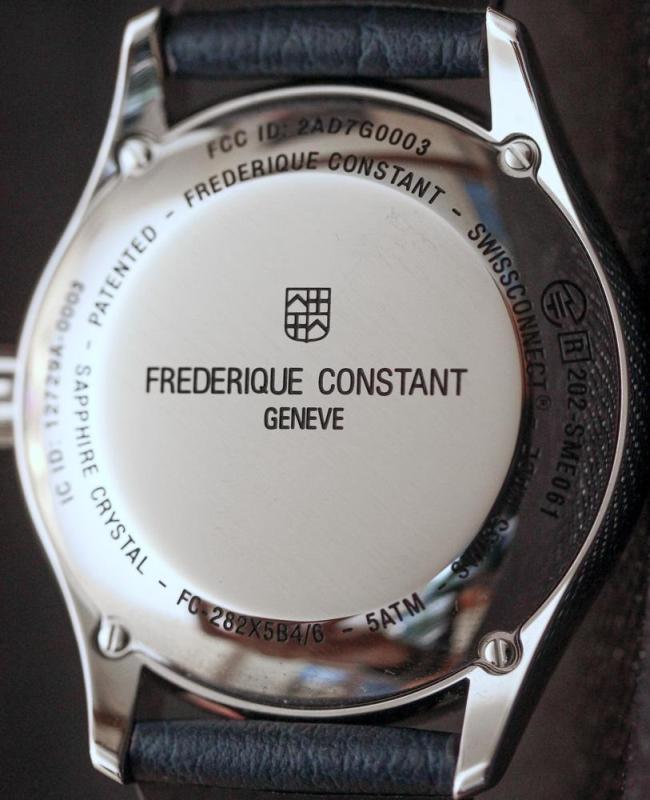 FCC ID: 2AD7G0003
PATENTED - FREDERIQUE CONSTANT - SWISSCONNECT® -
R 202-SME061
IC ID: 12729A-0003
FREDERIQUE CONSTANT
GENEVE
SAPPHIRE CRYSTAL - FC-282X5B4/6 - 5ATM - SWISS